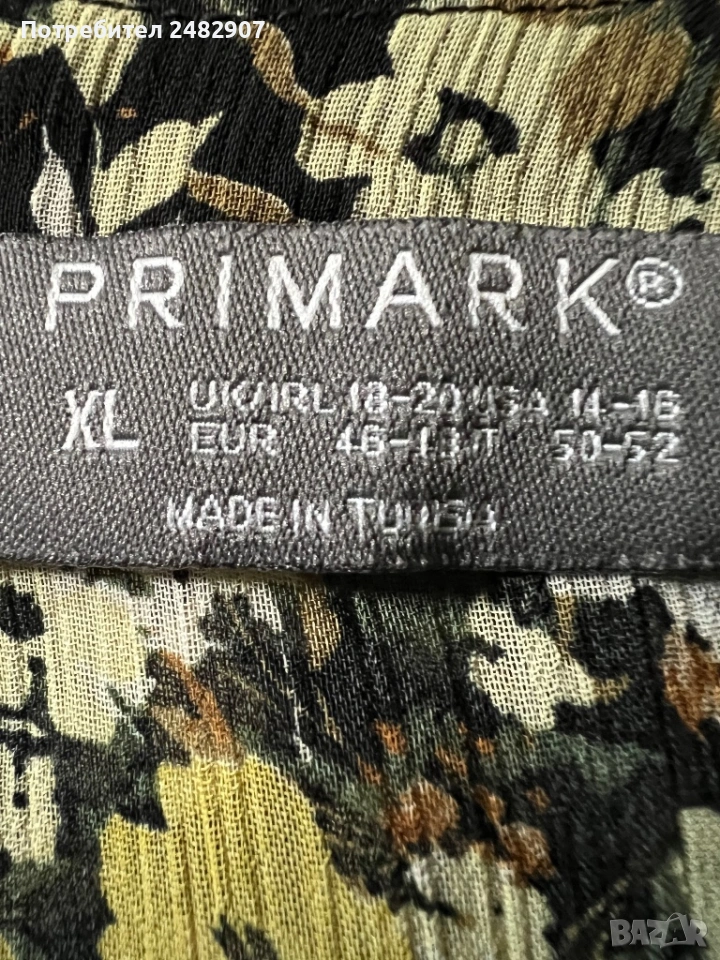 Потребител 2482907
PRIMARK®
XL
UK/IRL 18-20 USA 14-16
EUR 46-48 IT 50-52
MADE IN
BAZAR